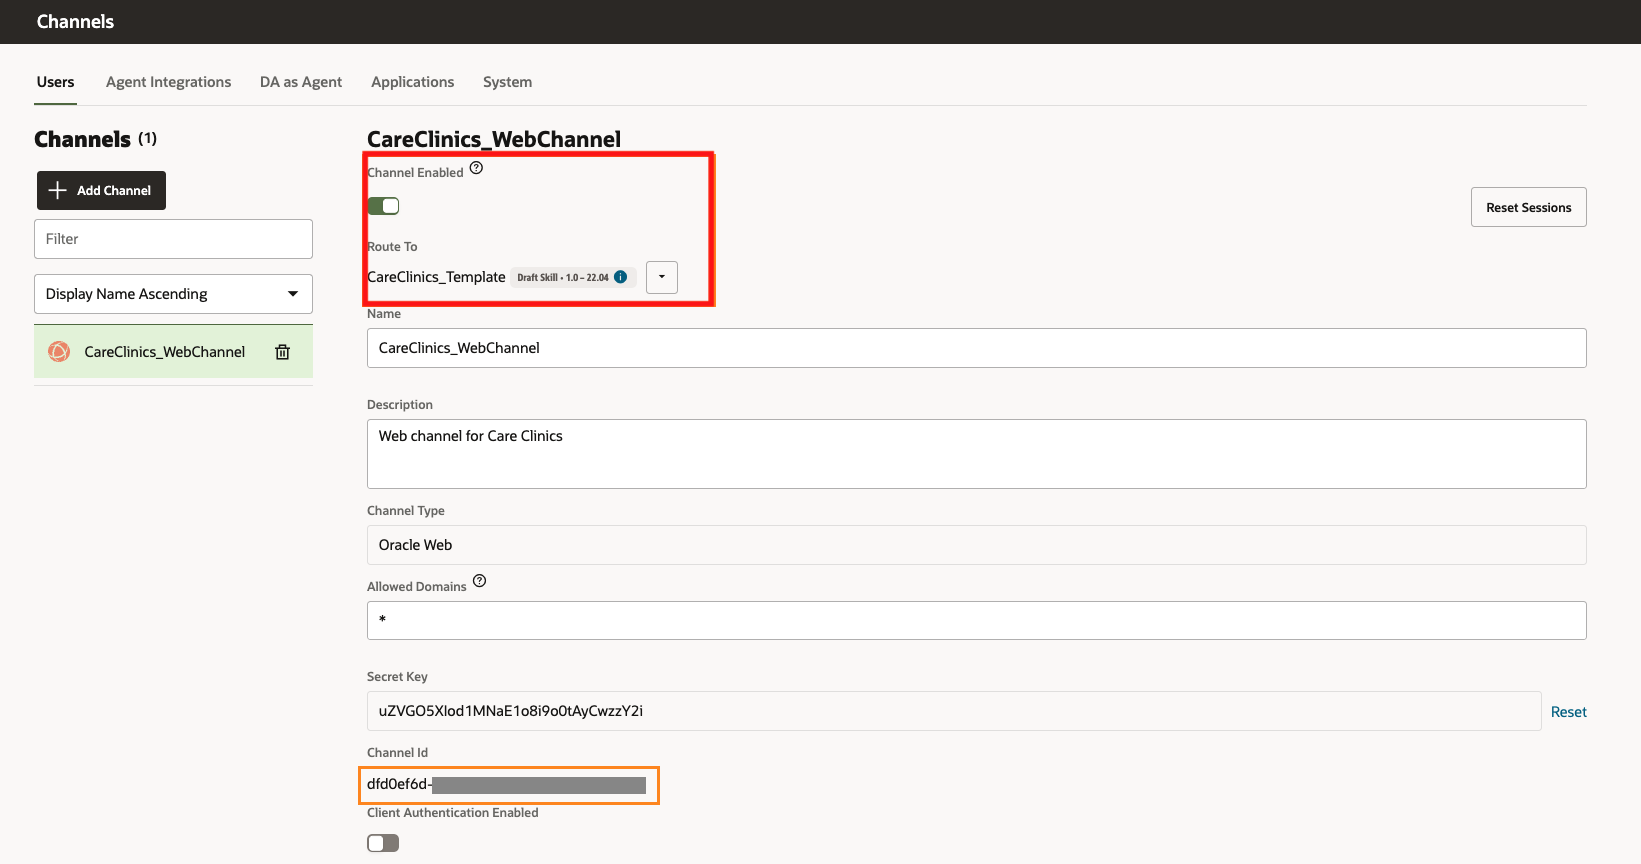 Channels
Users Agent Integrations DA as Agent Applications System
Channels (1)
Add Channel
Filter
Display Name Ascending
CareClinics_WebChannel
CareClinics_WebChannel
Channel Enabled ?
Reset Sessions
Route To
CareClinics_Template Draft Skill • 1.0 – 22.04 i
Name
CareClinics_WebChannel
Description
Web channel for Care Clinics
Channel Type
Oracle Web
Allowed Domains ?
*
Secret Key
uZVGO5Xlod1MNaE1o8i9o0tAyCwzzY2i Reset
Channel Id
dfd0ef6d-
Client Authentication Enabled